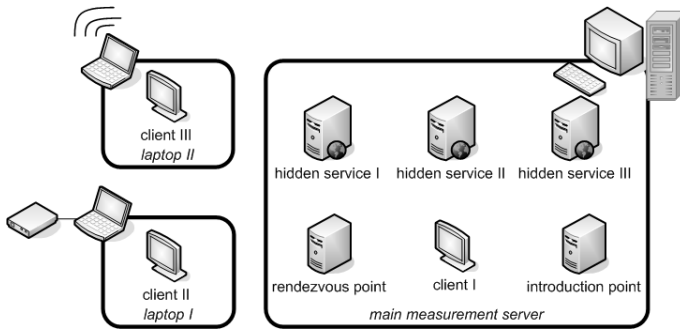 client III
laptop II
hidden service I
hidden service II
hidden service III
client II
laptop I
rendezvous point
client I
introduction point
main measurement server